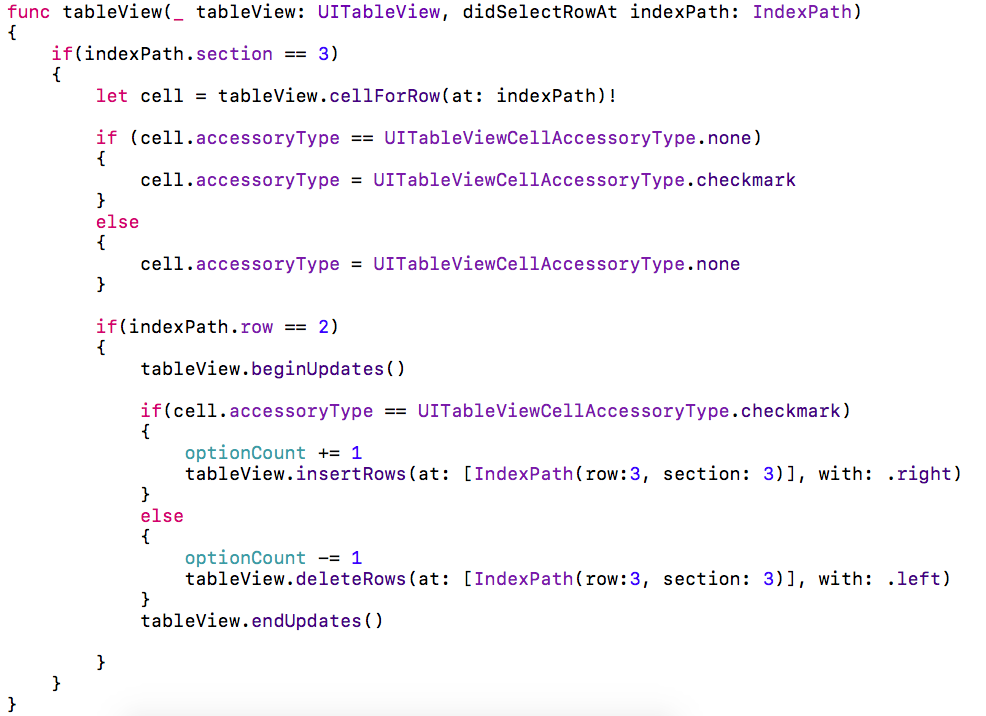 func tableView(_ tableView: UITableView, didSelectRowAt indexPath: IndexPath)
{
    if(indexPath.section == 3)
    {
        let cell = tableView.cellForRow(at: indexPath)!

        if (cell.accessoryType == UITableViewCellAccessoryType.none)
        {
            cell.accessoryType = UITableViewCellAccessoryType.checkmark
        }
        else
        {
            cell.accessoryType = UITableViewCellAccessoryType.none
        }

        if(indexPath.row == 2)
        {
            tableView.beginUpdates()

            if(cell.accessoryType == UITableViewCellAccessoryType.checkmark)
            {
                optionCount += 1
                tableView.insertRows(at: [IndexPath(row:3, section: 3)], with: .right)
            }
            else
            {
                optionCount -= 1
                tableView.deleteRows(at: [IndexPath(row:3, section: 3)], with: .left)
            }
            tableView.endUpdates()

        }
    }
}